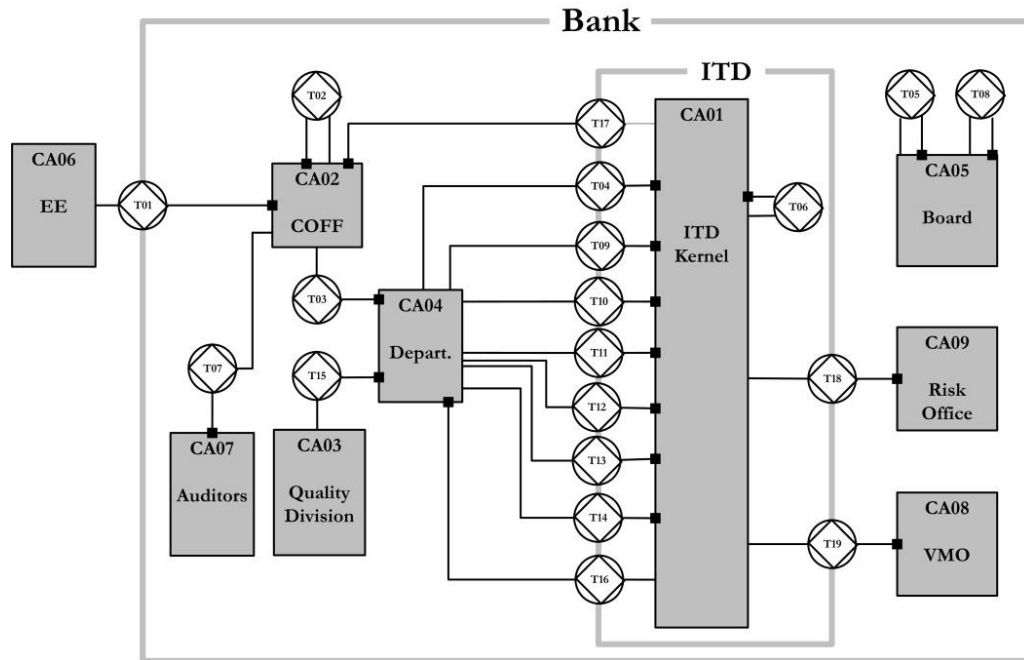 Bank
ITD
T02
T05
T08
T17
CA01
CA06
EE
CA02
COFF
CA05
Board
T04
T01
T06
ITD
Kernel
T09
T03
CA04
Depart.
T10
T11
CA09
Risk
Office
T07
T15
T18
T12
CA07
Auditors
CA03
Quality
Division
T13
T14
CA08
VMO
T19
T16